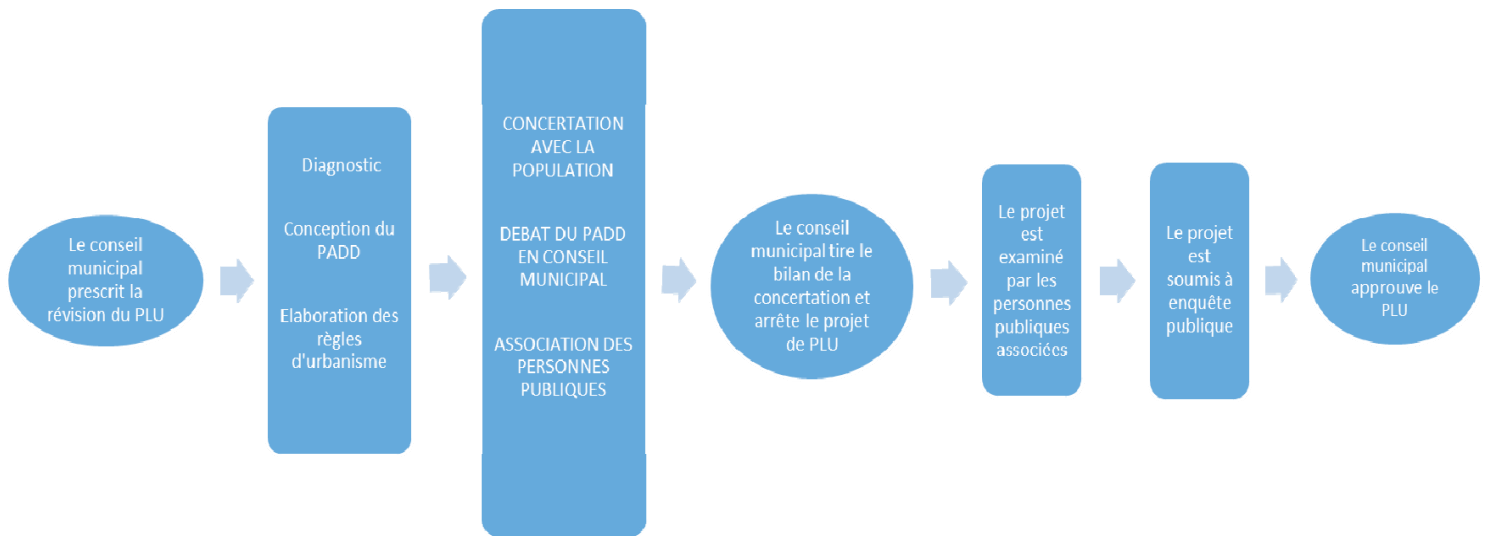 Le conseil
municipal
prescrit la
révision du PLU
Diagnostic
Conception du
PADD
Elaboration des
règles
d'urbanisme
CONCERTATION
AVEC LA
POPULATION
DEBAT DU PADD
EN CONSEIL
MUNICIPAL
ASSOCIATION DES
PERSONNES
PUBLIQUES
Le conseil
municipal tire le
bilan de la
concertation et
arrête le projet
de PLU
Le projet
est
examiné
par les
personnes
publiques
associées
Le projet
est
soumis à
enquête
publique
Le conseil
municipal
approuve le
PLU